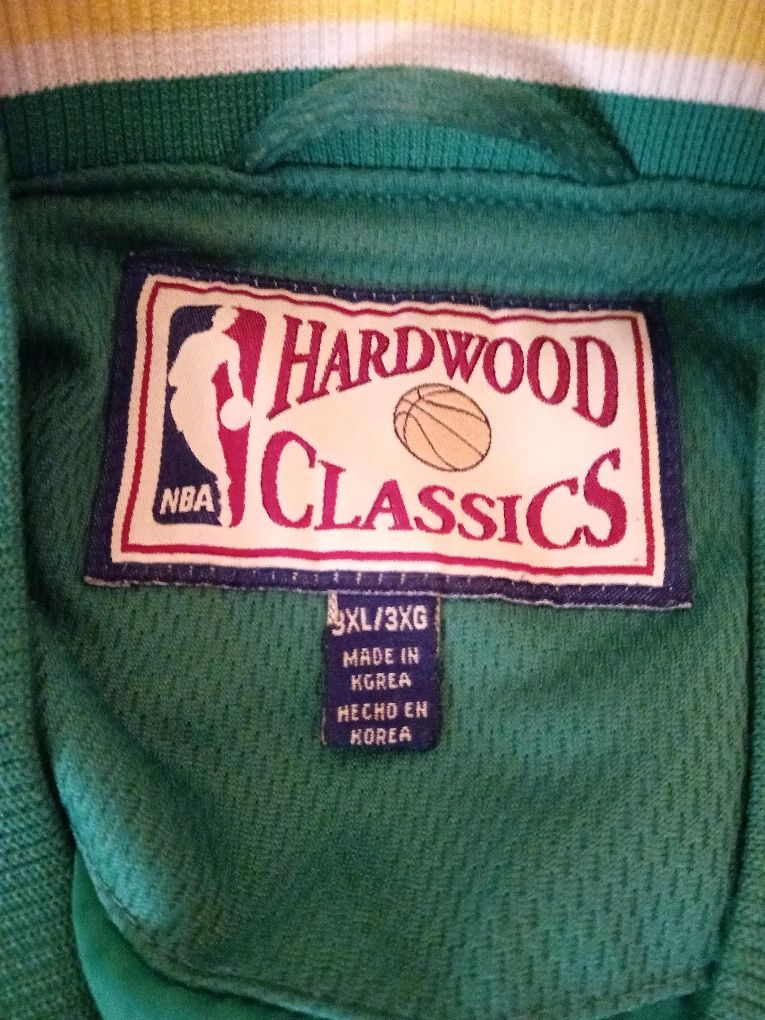 HARDWOOD
CLASSICS
NBA
3XL/3XG
MADE IN
KOREA
HECHO EN
KOREA